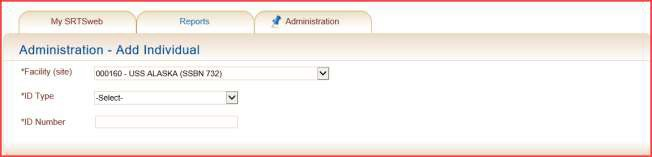 My SRTSweb Reports Administration
Administration - Add Individual
*Facility (site) 000160 - USS ALASKA (SSBN 732)
*ID Type -Select-
*ID Number